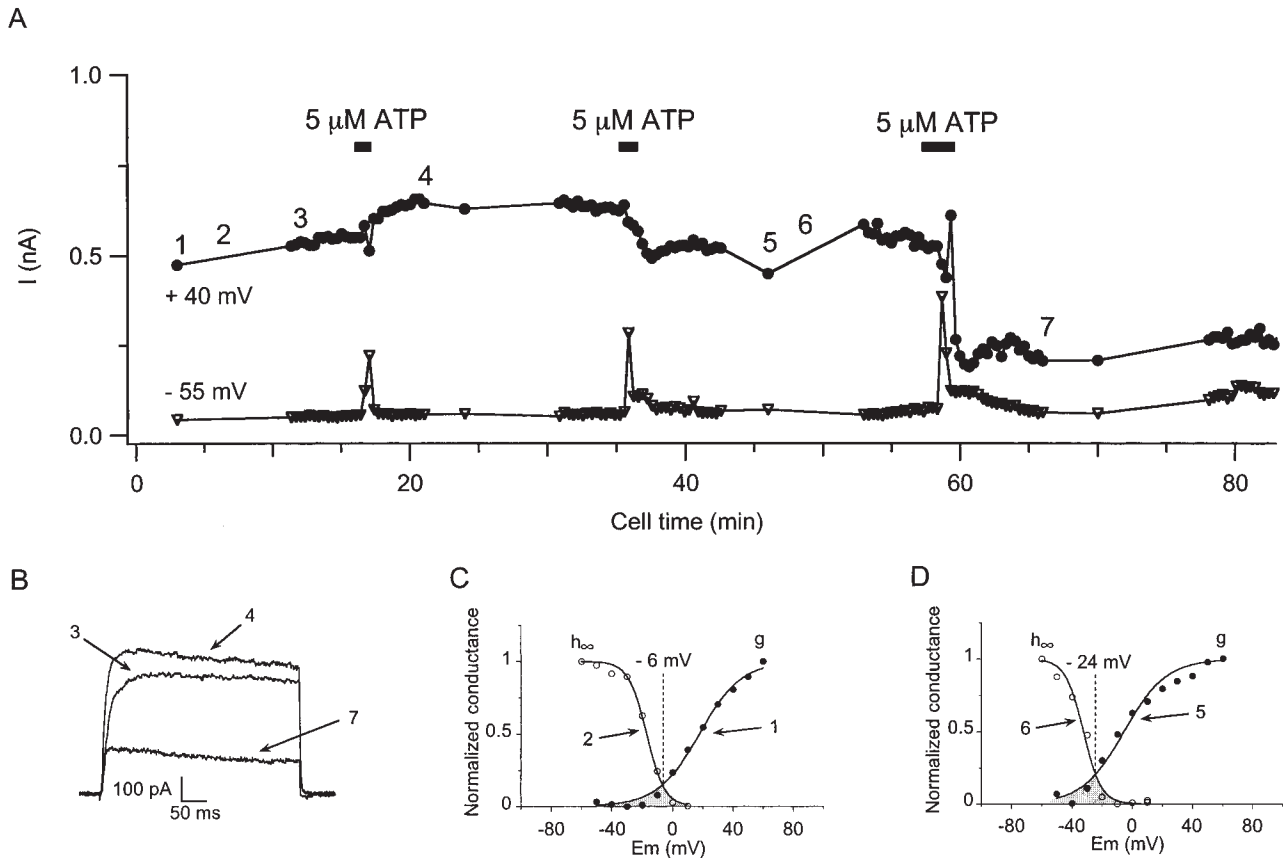 A
1.0
5 µM ATP
5 µM ATP
5 µM ATP
4
3
1
2
0.5
5
6
I (nA)
+ 40 mV
7
- 55 mV
0.0
0
20
40
60
80
Cell time (min)
B
4
3
7
100 pA
50 ms
C
Normalized conductance
h∞
g
1
- 6 mV
0.5
2
1
0
-80
-40
0
40
80
Em (mV)
D
Normalized conductance
h∞
g
1
- 24 mV
0.5
6
5
0
-80
-40
0
40
80
Em (mV)